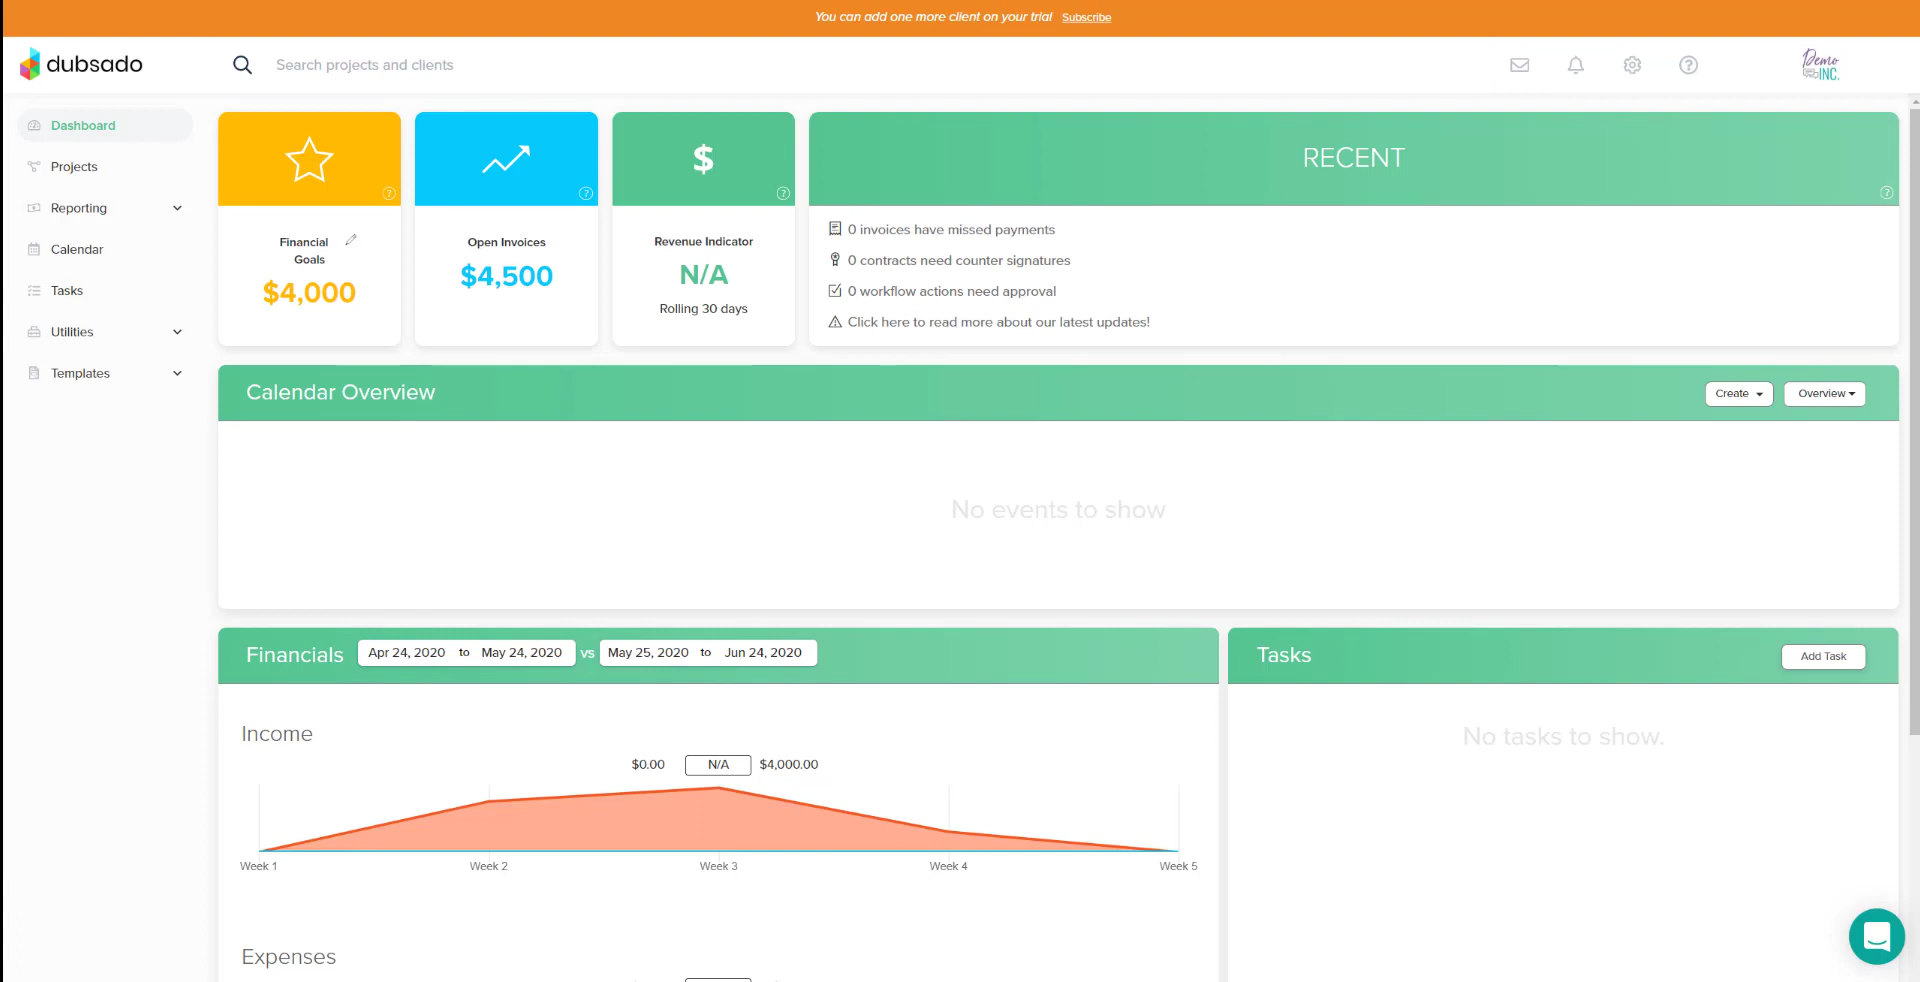 You can add one more client on your trial Subscribe
dubsado
Search projects and clients
Demo
INC.
Dashboard
Projects
Reporting
Calendar
Tasks
Utilities
Templates
Financial
Goals
$4,000
Open Invoices
$4,500
$
Revenue Indicator
N/A
Rolling 30 days
RECENT
0 invoices have missed payments
0 contracts need counter signatures
0 workflow actions need approval
Click here to read more about our latest updates!
Calendar Overview
Create
Overview
No events to show
Financials Apr 24, 2020 to May 24, 2020 vs May 25, 2020 to Jun 24, 2020
Income
$0.00 N/A $4,000.00
Week 1 Week 2 Week 3 Week 4 Week 5
Expenses
Tasks
Add Task
No tasks to show.